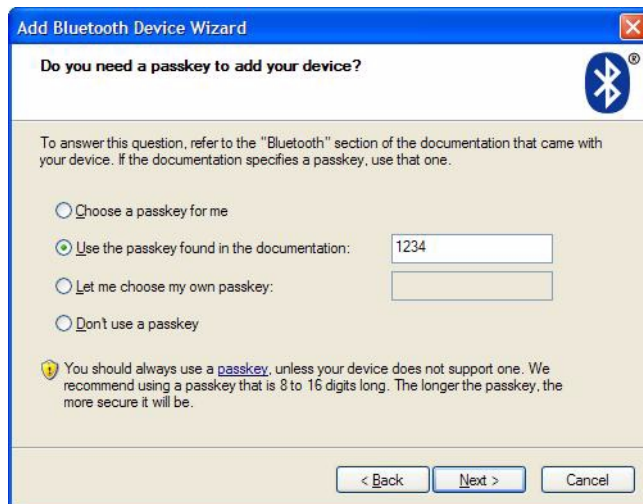 Add Bluetooth Device Wizard
Do you need a passkey to add your device?
®
To answer this question, refer to the "Bluetooth" section of the documentation that came with
your device. If the documentation specifies a passkey, use that one.
Choose a passkey for me
Use the passkey found in the documentation: 1234
Let me choose my own passkey:
Don't use a passkey
You should always use a passkey, unless your device does not support one. We
recommend using a passkey that is 8 to 16 digits long. The longer the passkey, the
more secure it will be.
< Back Next > Cancel